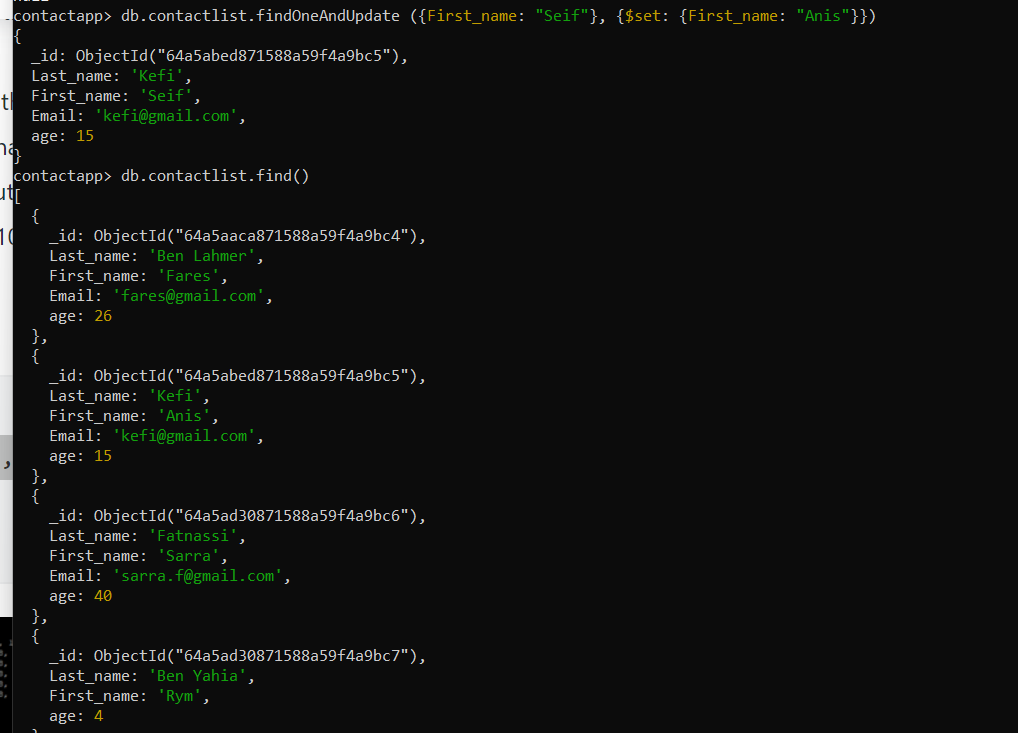 contactapp> db.contactlist.findOneAndUpdate ({First_name: "Seif"}, {$set: {First_name: "Anis"}})
{
  _id: ObjectId("64a5abed871588a59f4a9bc5"),
  Last_name: 'Kefi',
  First_name: 'Seif',
  Email: 'kefi@gmail.com',
  age: 15
}
contactapp> db.contactlist.find()
[
  {
    _id: ObjectId("64a5aaca871588a59f4a9bc4"),
    Last_name: 'Ben Lahmer',
    First_name: 'Fares',
    Email: 'fares@gmail.com',
    age: 26
  },
  {
    _id: ObjectId("64a5abed871588a59f4a9bc5"),
    Last_name: 'Kefi',
    First_name: 'Anis',
    Email: 'kefi@gmail.com',
    age: 15
  },
  {
    _id: ObjectId("64a5ad30871588a59f4a9bc6"),
    Last_name: 'Fatnassi',
    First_name: 'Sarra',
    Email: 'sarra.f@gmail.com',
    age: 40
  },
  {
    _id: ObjectId("64a5ad30871588a59f4a9bc7"),
    Last_name: 'Ben Yahia',
    First_name: 'Rym',
    age: 4